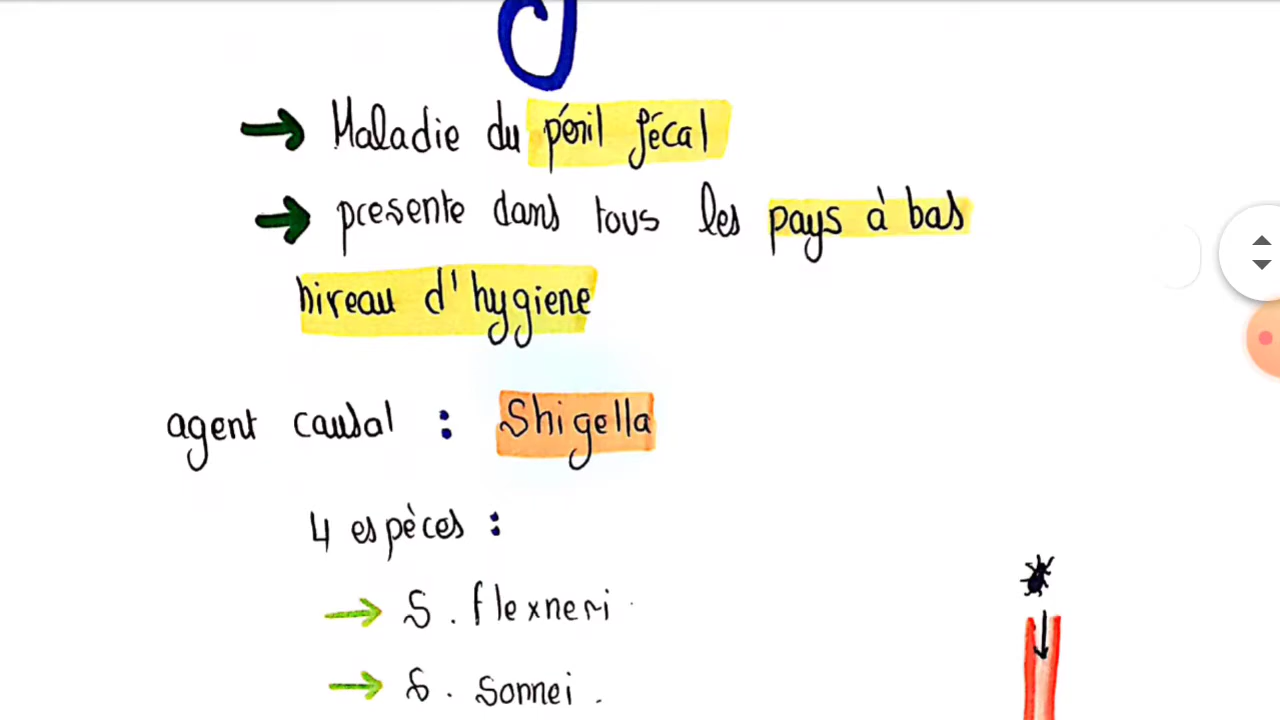 → Maladie du péril fécal
→ presente dans tous les pays à bas
niveau d'hygiene
agent causal : Shigella
4 espèces :
→ S. flexneri
→ S. sonnei.